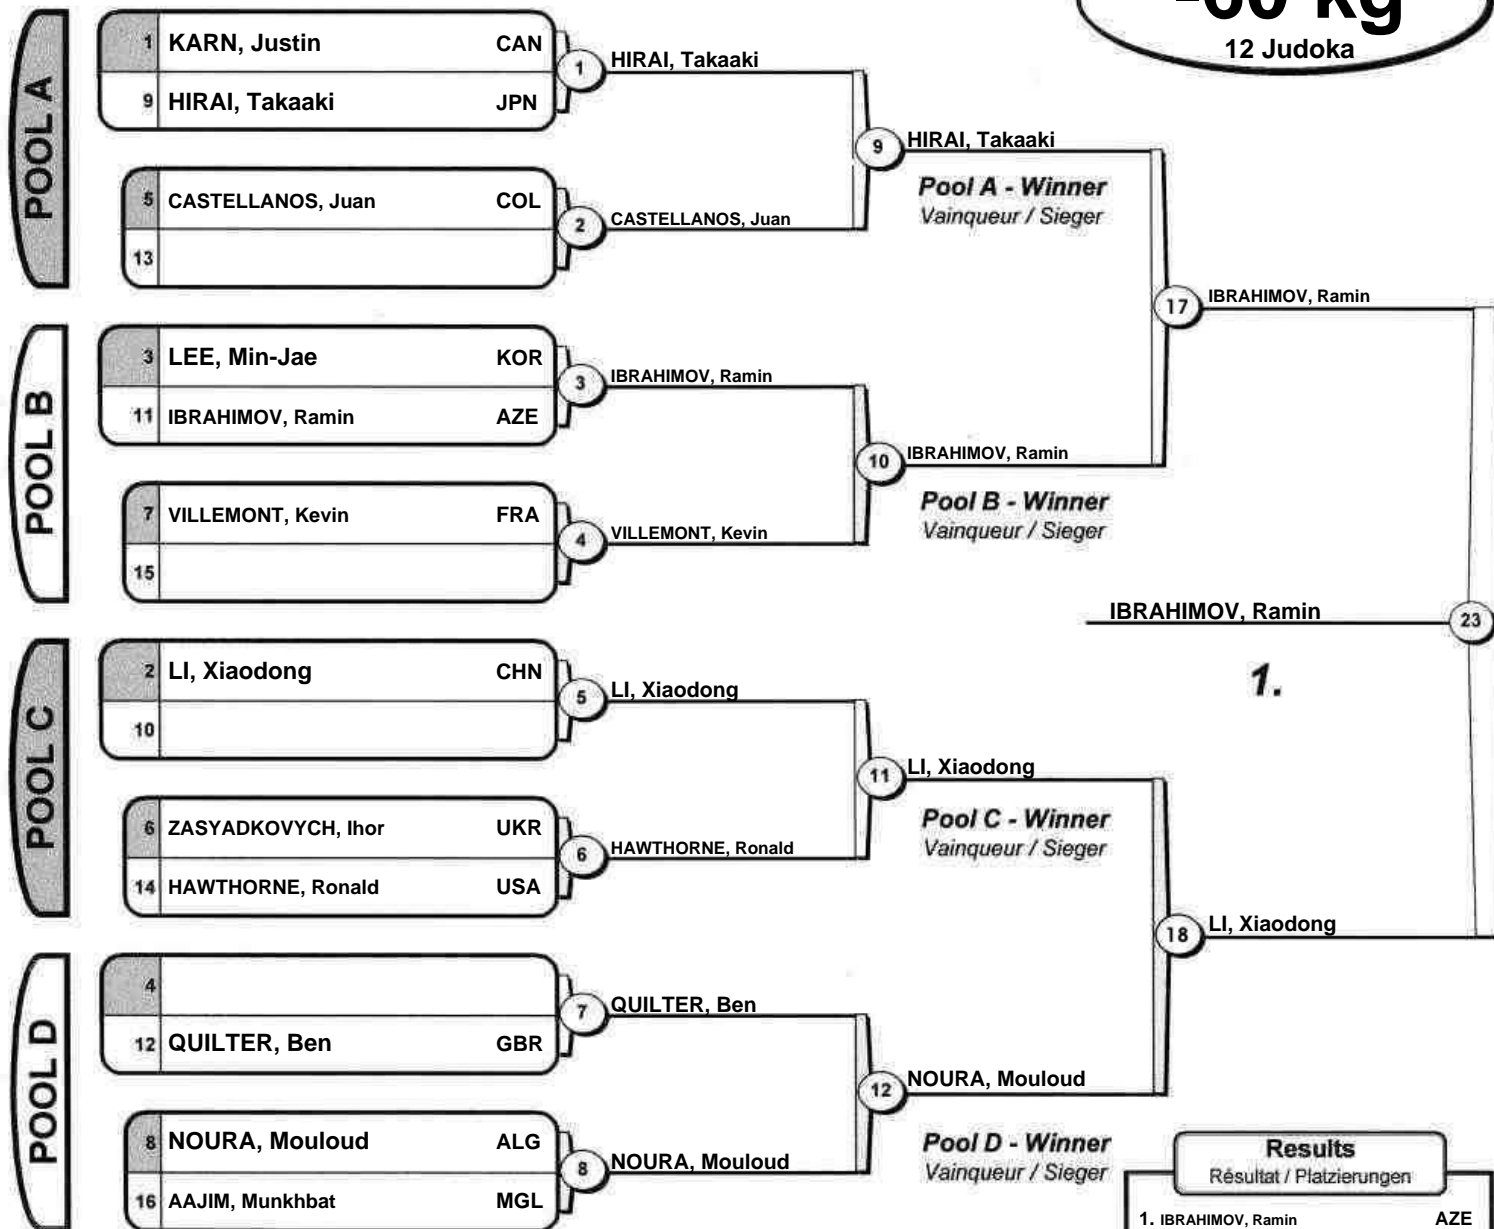 -60 kg
12 Judoka
POOL A
1 KARN, Justin CAN
9 HIRAI, Takaaki JPN
1 HIRAI, Takaaki
5 CASTELLANOS, Juan COL
13
2 CASTELLANOS, Juan
9 HIRAI, Takaaki
Pool A - Winner
Vainqueur / Sieger
POOL B
3 LEE, Min-Jae KOR
11 IBRAHIMOV, Ramin AZE
3 IBRAHIMOV, Ramin
7 VILLEMONT, Kevin FRA
15
4 VILLEMONT, Kevin
10 IBRAHIMOV, Ramin
Pool B - Winner
Vainqueur / Sieger
17 IBRAHIMOV, Ramin
IBRAHIMOV, Ramin 23
1.
POOL C
2 LI, Xiaodong CHN
10
5 LI, Xiaodong
6 ZASYADKOVYCH, Ihor UKR
14 HAWTHORNE, Ronald USA
6 HAWTHORNE, Ronald
11 LI, Xiaodong
Pool C - Winner
Vainqueur / Sieger
18 LI, Xiaodong
POOL D
4
12 QUILTER, Ben GBR
7 QUILTER, Ben
8 NOURA, Mouloud ALG
16 AAJIM, Munkhbat MGL
8 NOURA, Mouloud
12 NOURA, Mouloud
Pool D - Winner
Vainqueur / Sieger
Results
Résultat / Platzierungen
1. IBRAHIMOV, Ramin AZE